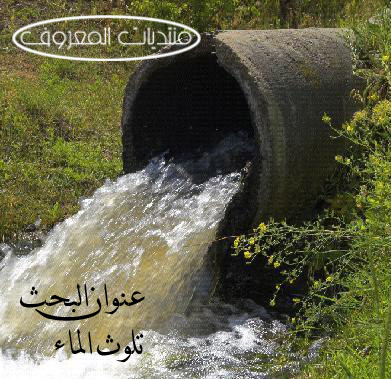 منتديات المعروف
عنوان البحث
تلوث الماء